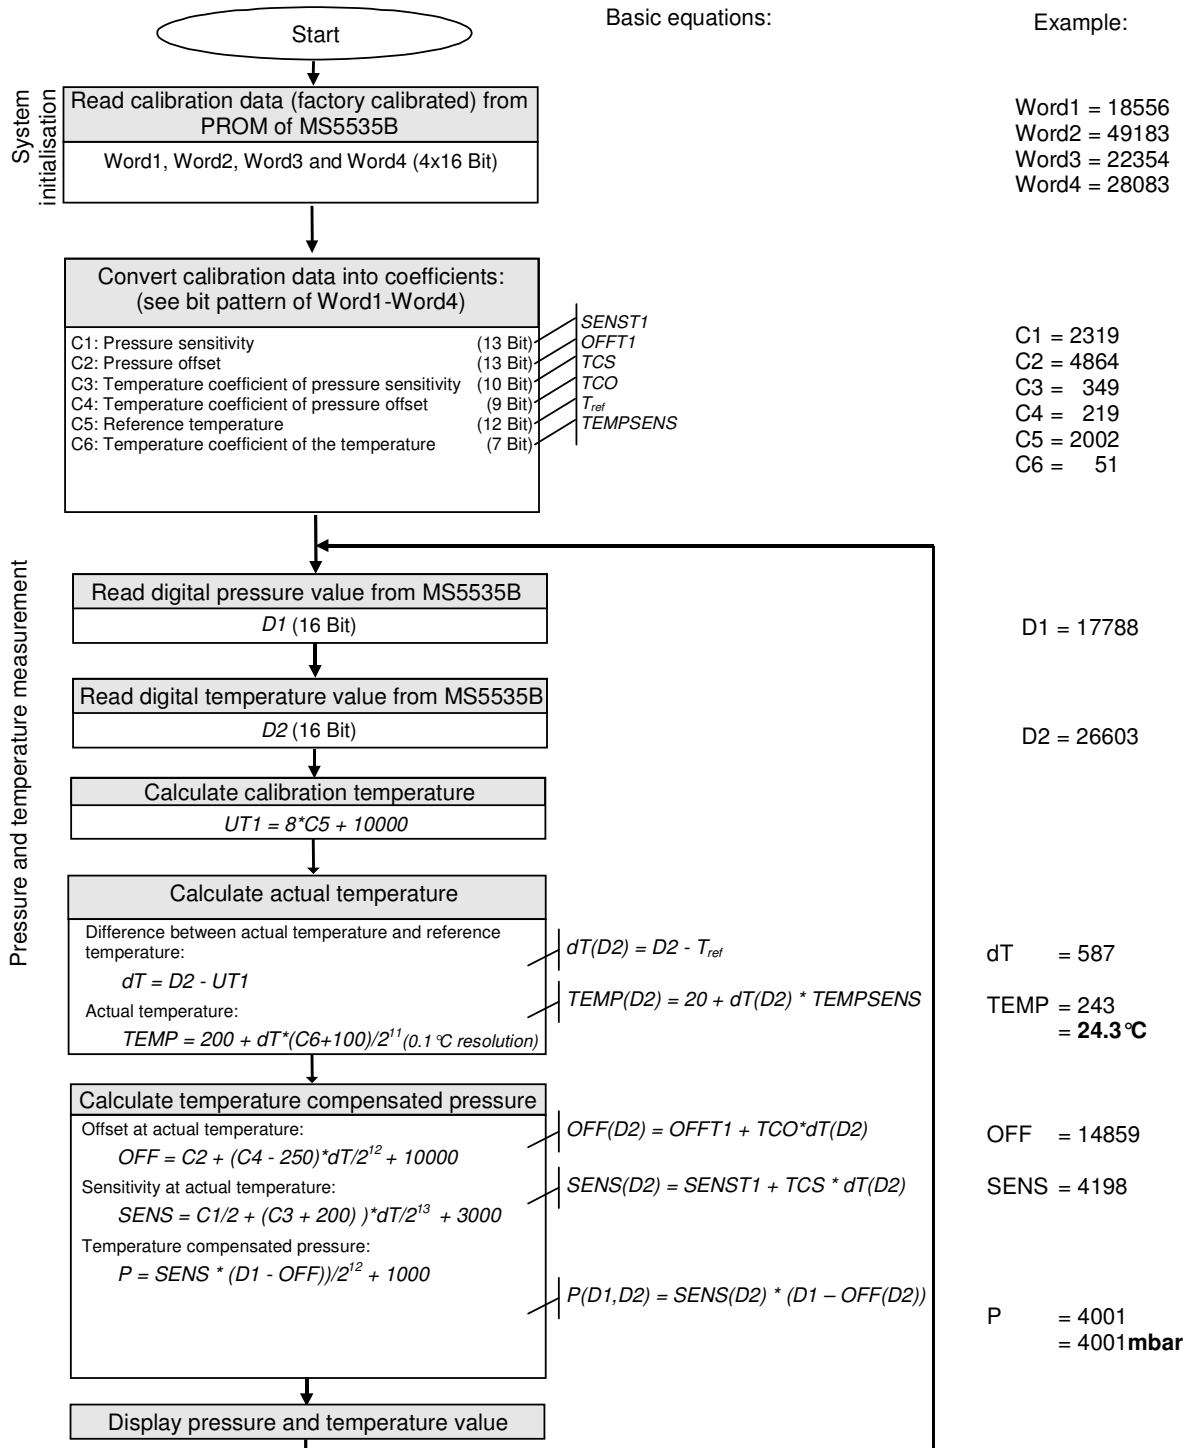 Basic equations:
Example:
Start
System
initialisation
Read calibration data (factory calibrated) from
PROM of MS5535B
Word1, Word2, Word3 and Word4 (4x16 Bit)
Word1 = 18556
Word2 = 49183
Word3 = 22354
Word4 = 28083
Convert calibration data into coefficients:
(see bit pattern of Word1-Word4)
C1: Pressure sensitivity (13 Bit) SENST1
C2: Pressure offset (13 Bit) OFFT1
C3: Temperature coefficient of pressure sensitivity (10 Bit) TCS
C4: Temperature coefficient of pressure offset (9 Bit) TCO
C5: Reference temperature (12 Bit) Tref
C6: Temperature coefficient of the temperature (7 Bit) TEMPSENS
C1 = 2319
C2 = 4864
C3 = 349
C4 = 219
C5 = 2002
C6 = 51
Pressure and temperature measurement
Read digital pressure value from MS5535B
D1 (16 Bit)
D1 = 17788
Read digital temperature value from MS5535B
D2 (16 Bit)
D2 = 26603
Calculate calibration temperature
UT1 = 8*C5 + 10000
Calculate actual temperature
Difference between actual temperature and reference
temperature:
dT = D2 - UT1
dT(D2) = D2 - Tref
dT = 587
Actual temperature:
TEMP = 200 + dT*(C6+100)/2¹¹ (0.1°C resolution)
TEMP(D2) = 20 + dT(D2) * TEMPSENS
TEMP = 243
= 24.3°C
Calculate temperature compensated pressure
Offset at actual temperature:
OFF = C2 + (C4 - 250)*dT/2¹² + 10000
OFF(D2) = OFFT1 + TCO*dT(D2)
OFF = 14859
Sensitivity at actual temperature:
SENS = C1/2 + (C3 + 200) )*dT/2¹³ + 3000
SENS(D2) = SENST1 + TCS * dT(D2)
SENS = 4198
Temperature compensated pressure:
P = SENS * (D1 - OFF))/2¹² + 1000
P(D1,D2) = SENS(D2) * (D1 – OFF(D2))
P = 4001
= 4001mbar
Display pressure and temperature value